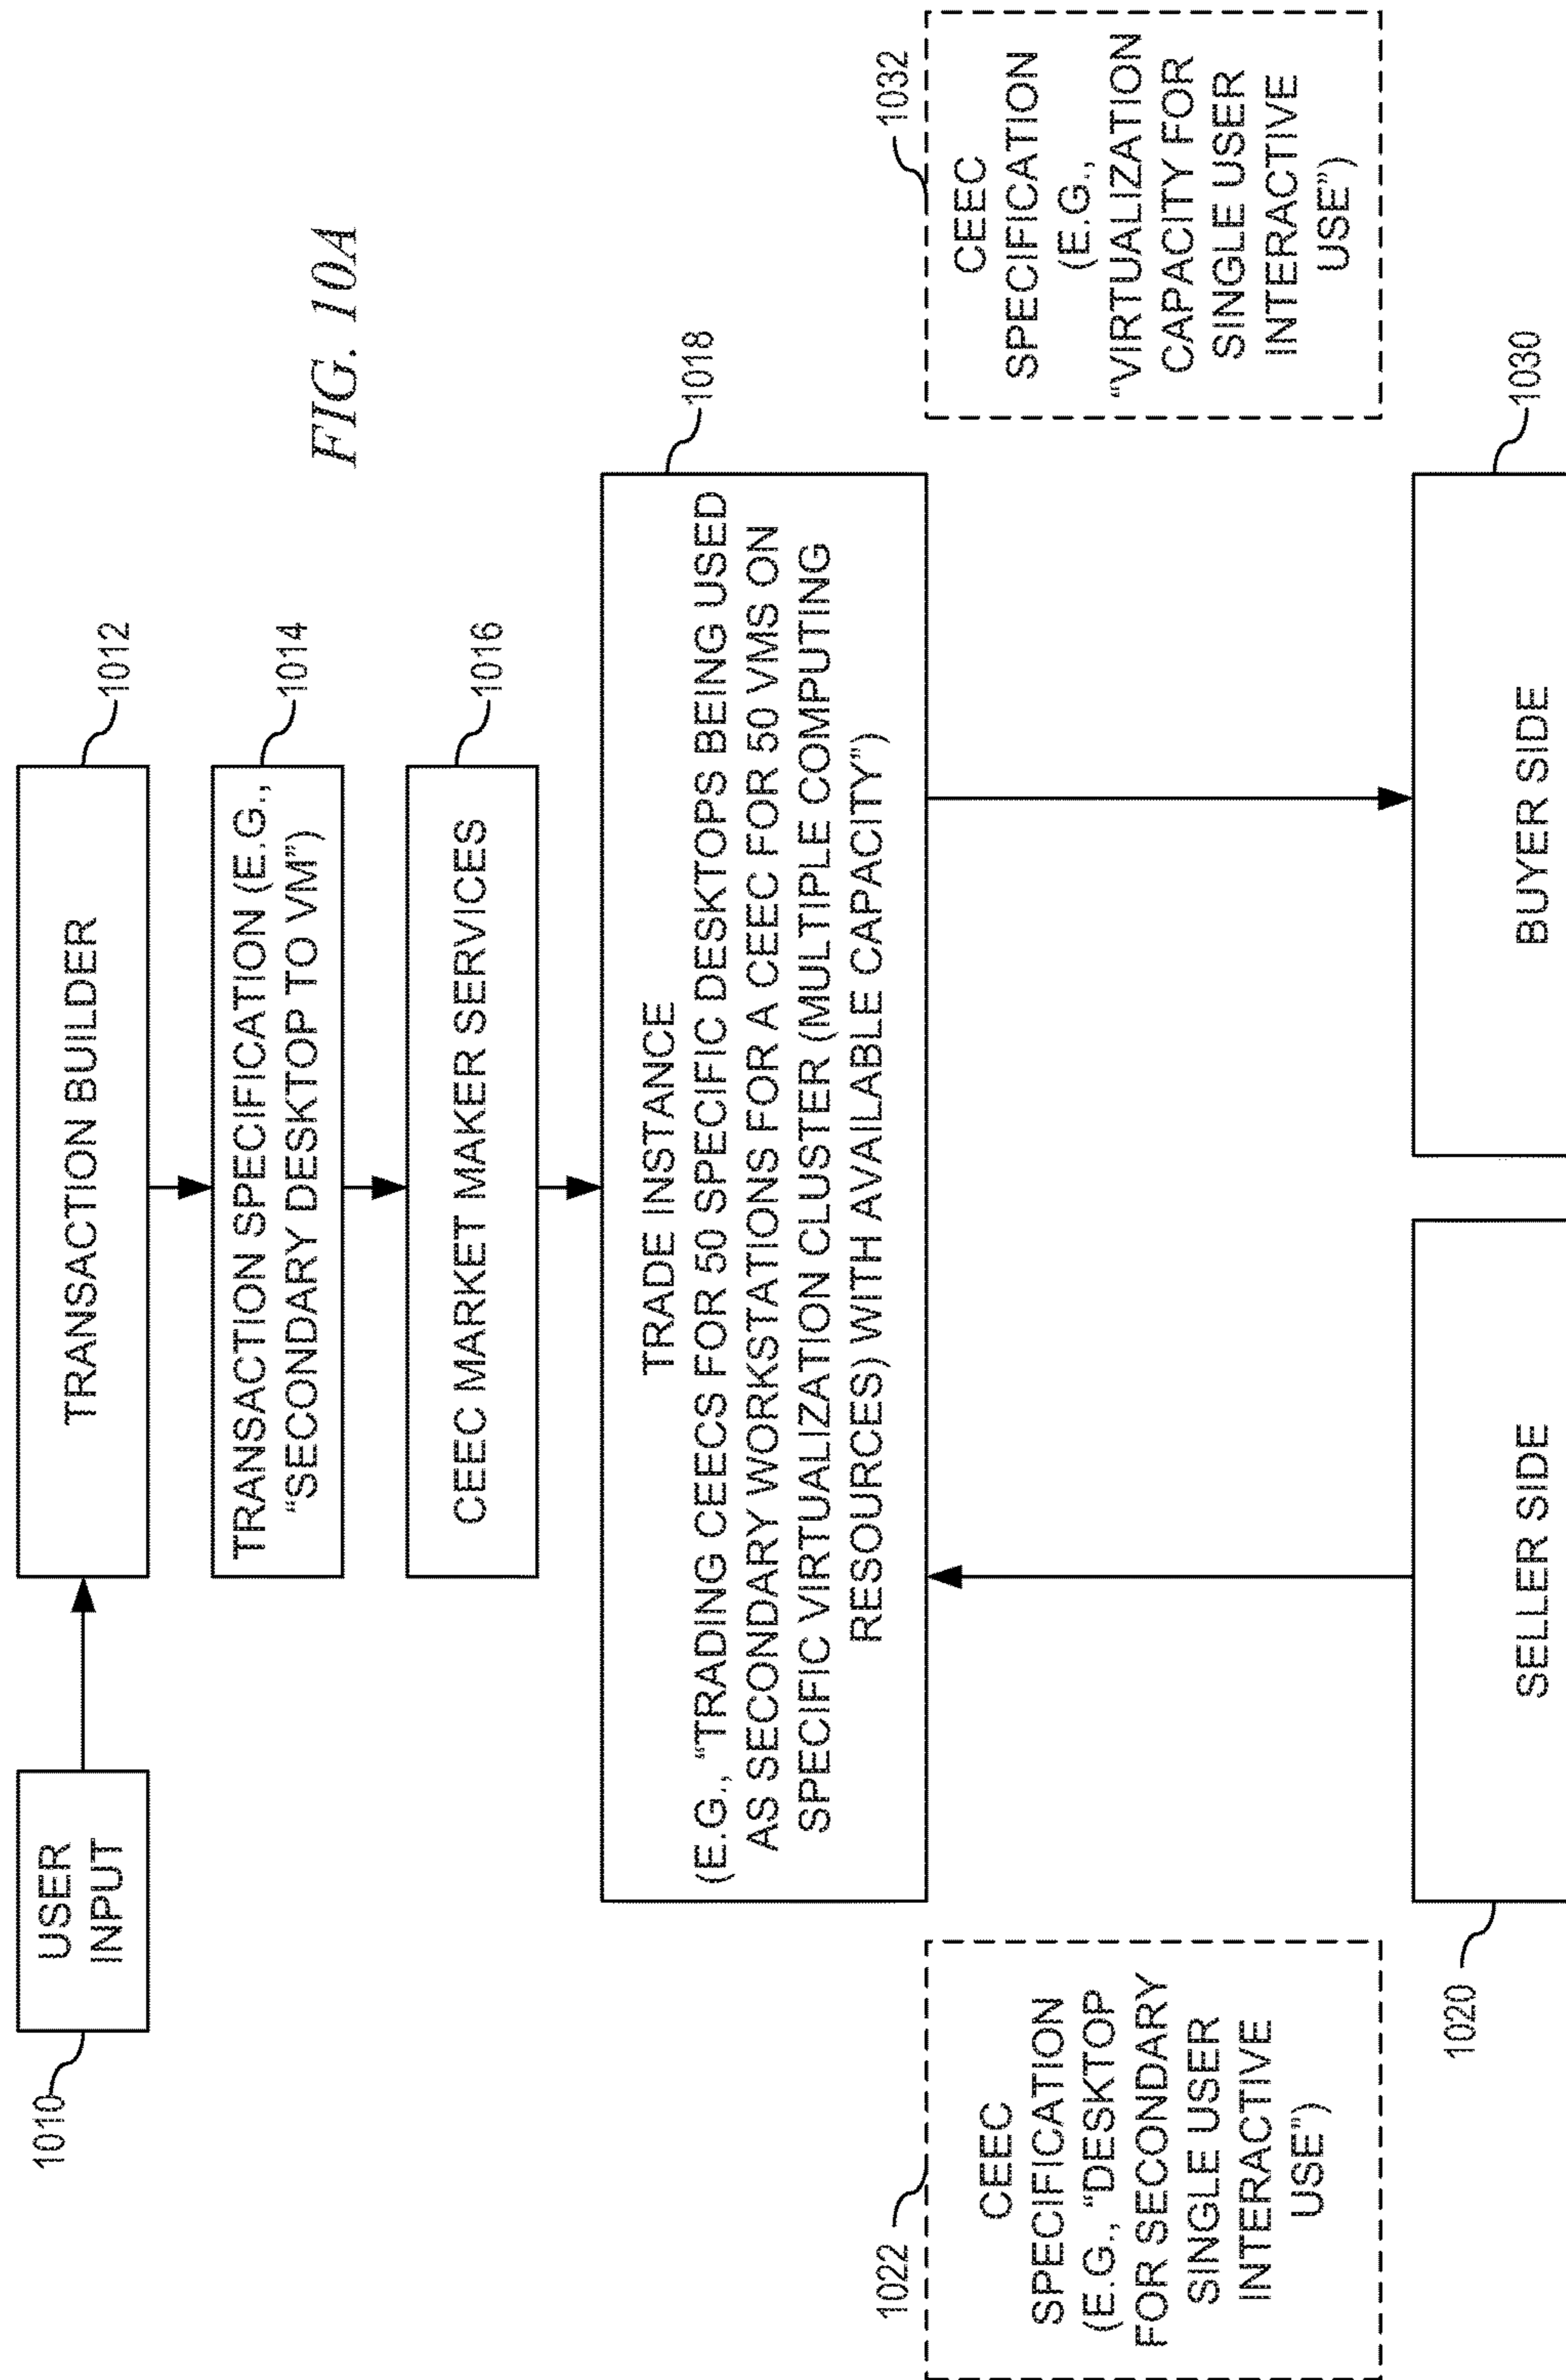 USER
INPUT
1010
TRANSACTION BUILDER
1012
TRANSACTION SPECIFICATION (E.G.,
“SECONDARY DESKTOP TO VM”)
1014
CEEC MARKET MAKER SERVICES
1016
FIG. 10A
TRADE INSTANCE
(E.G., “TRADING CEECS FOR 50 SPECIFIC DESKTOPS BEING USED
AS SECONDARY WORKSTATIONS FOR A CEEC FOR 50 VMS ON
SPECIFIC VIRTUALIZATION CLUSTER (MULTIPLE COMPUTING
RESOURCES) WITH AVAILABLE CAPACITY”)
1018
1022
CEEC
SPECIFICATION
(E.G., “DESKTOP
FOR SECONDARY
SINGLE USER
INTERACTIVE
USE”)
1032
CEEC
SPECIFICATION
(E.G.,
“VIRTUALIZATION
CAPACITY FOR
SINGLE USER
INTERACTIVE
USE”)
1020
SELLER SIDE
BUYER SIDE
1030